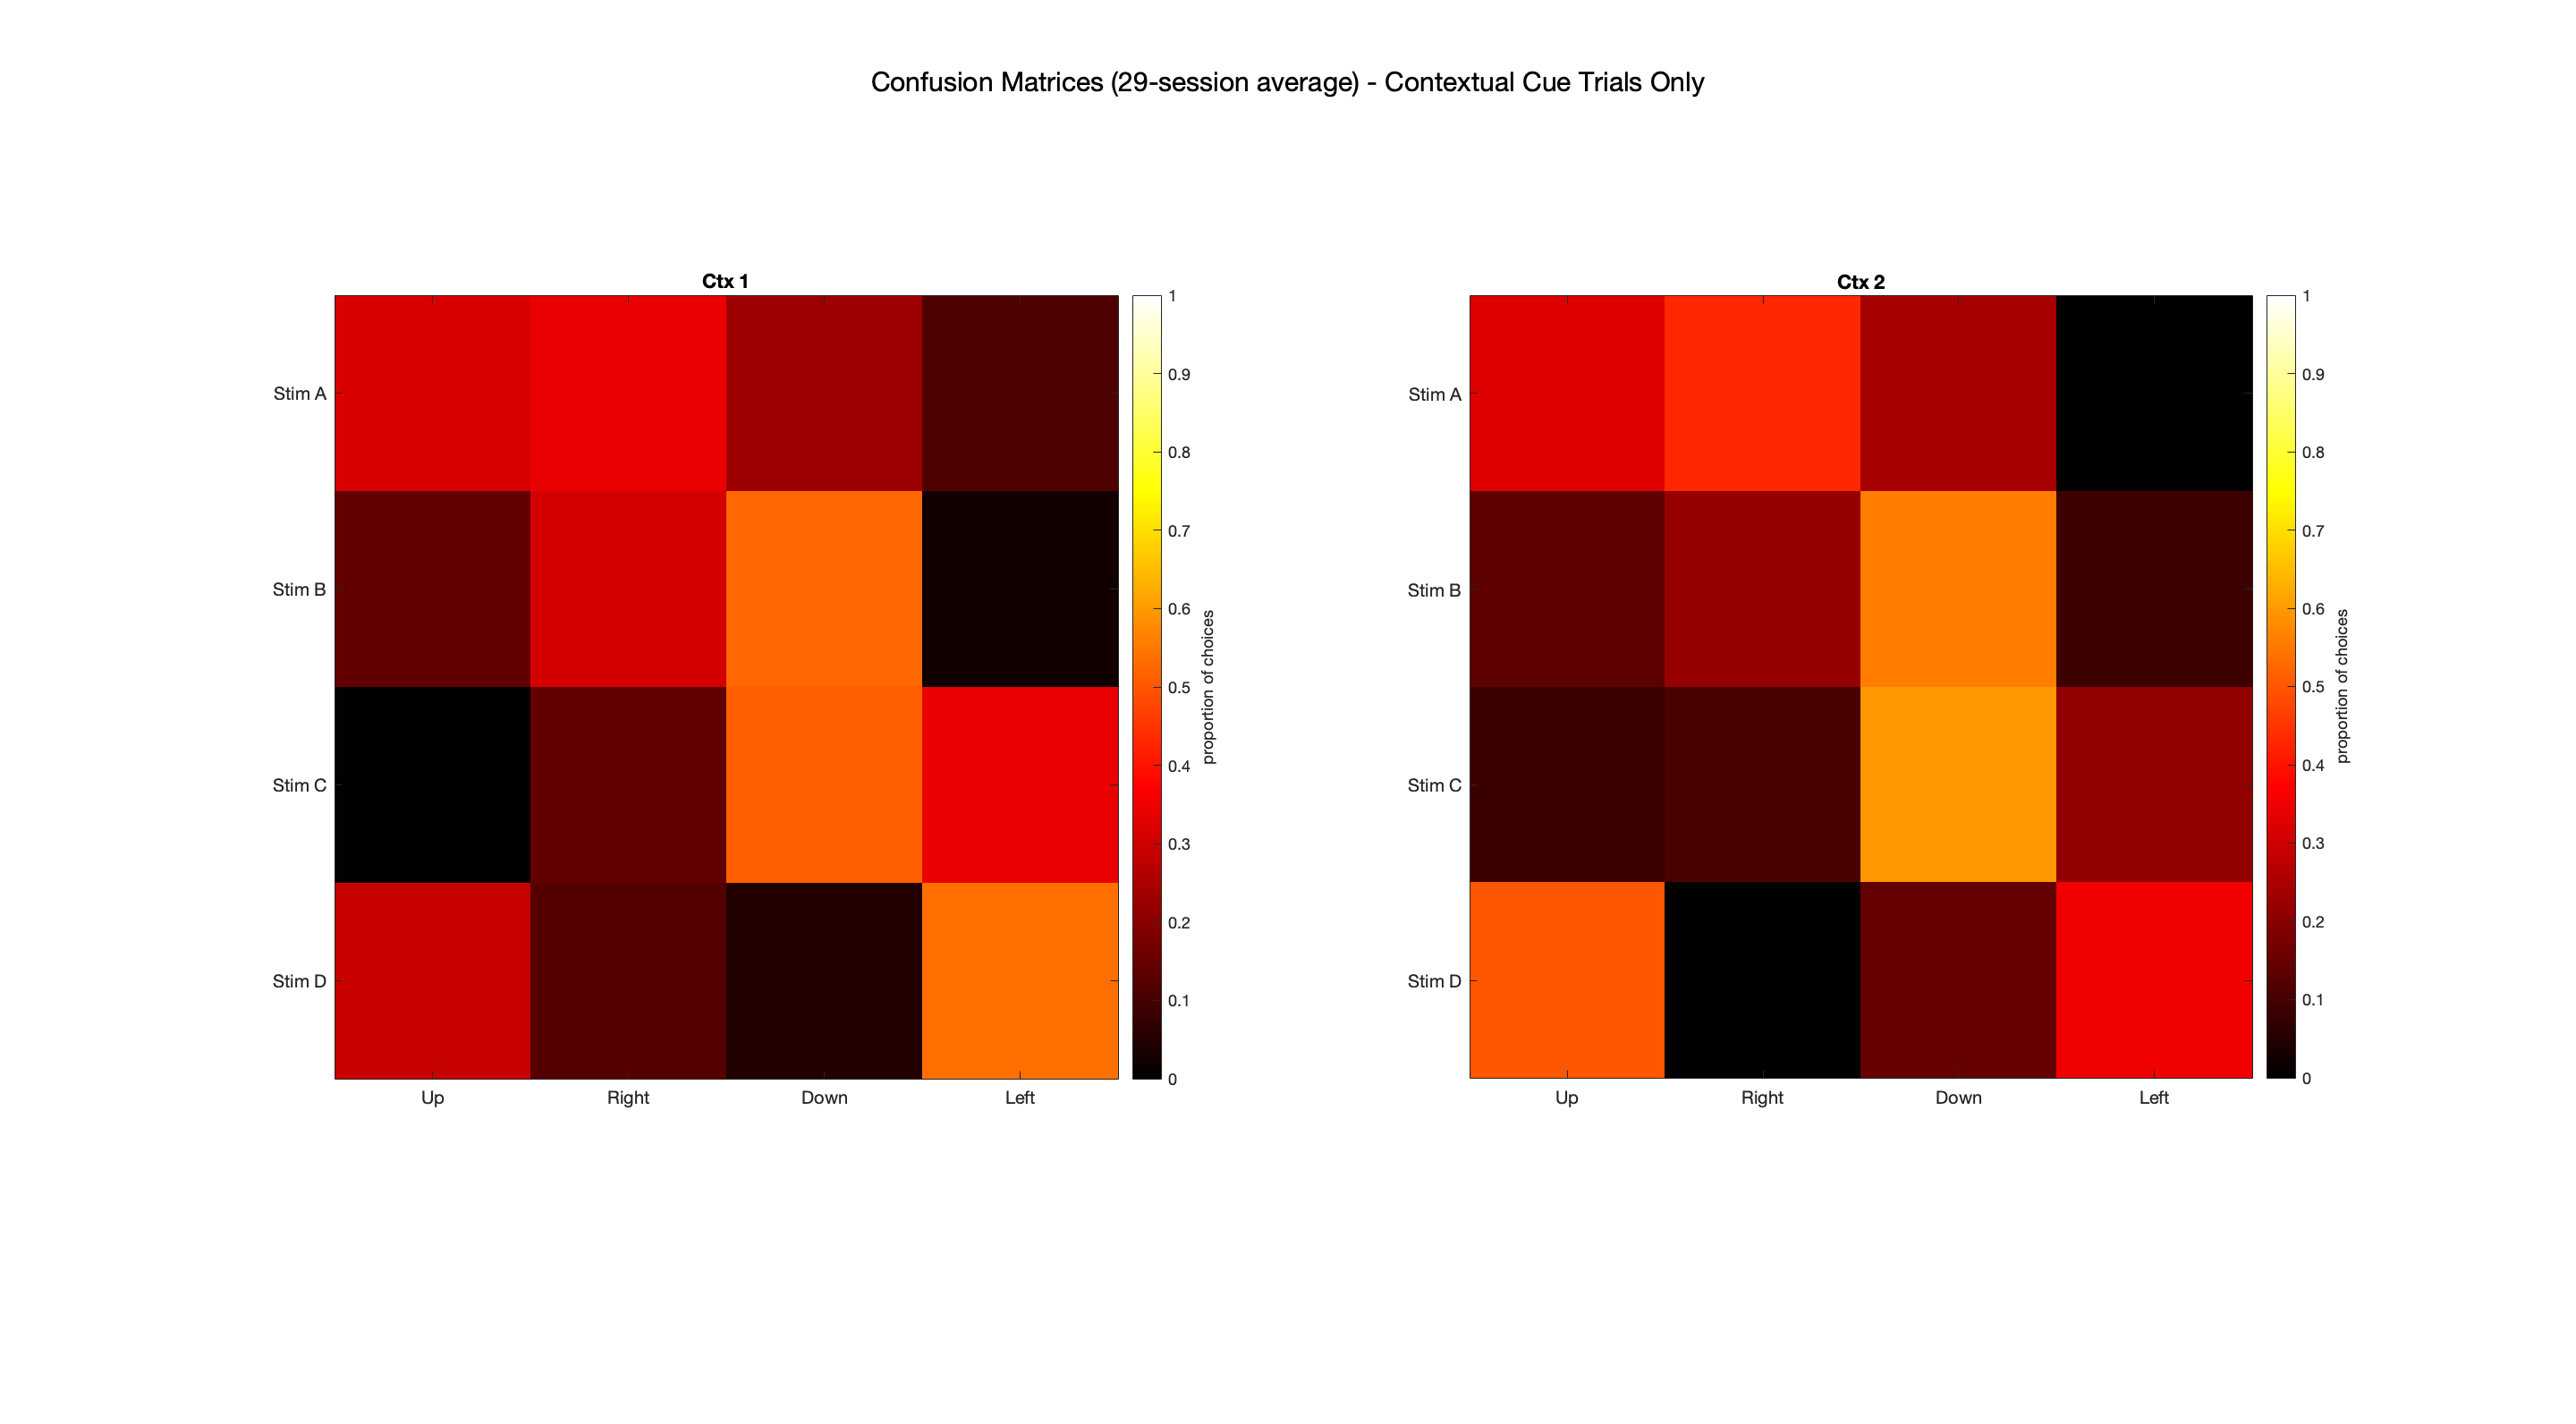 Confusion Matrices (29-session average) - Contextual Cue Trials Only
Ctx 1
Stim A
Stim B
Stim C
Stim D
Up
Right
Down
Left
1
0.9
0.8
0.7
0.6
0.5
0.4
0.3
0.2
0.1
0
proportion of choices
Ctx 2
Stim A
Stim B
Stim C
Stim D
Up
Right
Down
Left
1
0.9
0.8
0.7
0.6
0.5
0.4
0.3
0.2
0.1
0
proportion of choices